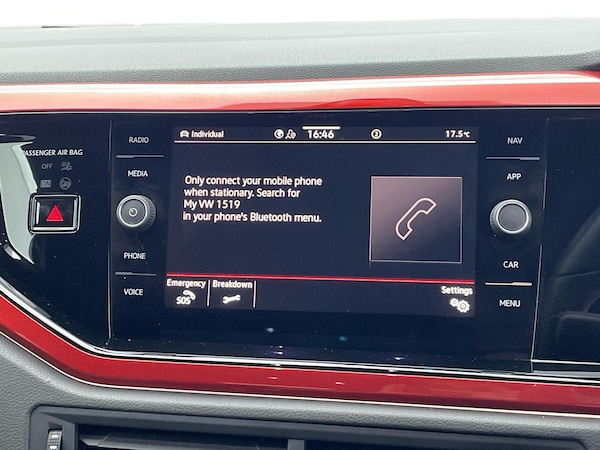 RADIO
MEDIA
PHONE
VOICE
PASSENGER AIR BAG
OFF
ON
Individual
16:46
2
17.5°C
Only connect your mobile phone
when stationary. Search for
My VW 1519
in your phone's Bluetooth menu.
Emergency
SOS
Breakdown
Settings
NAV
APP
CAR
MENU